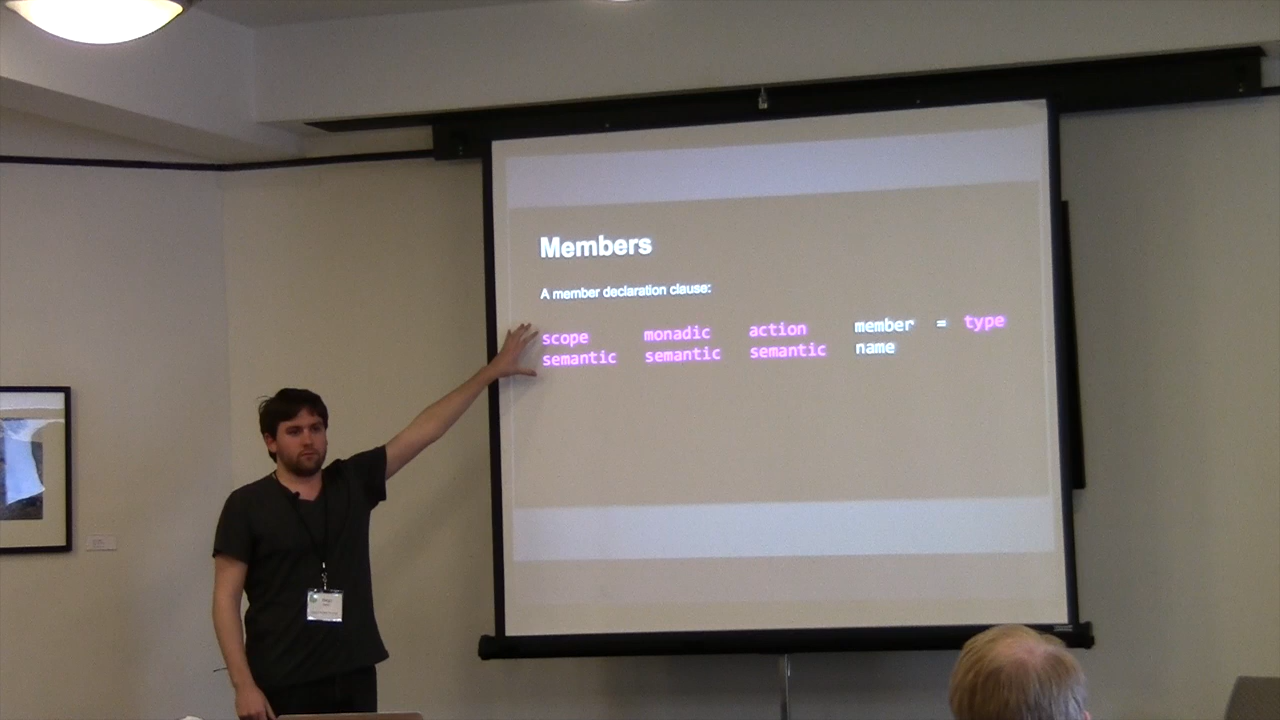 Members
A member declaration clause:
scope monadic action member = type
semantic semantic semantic name